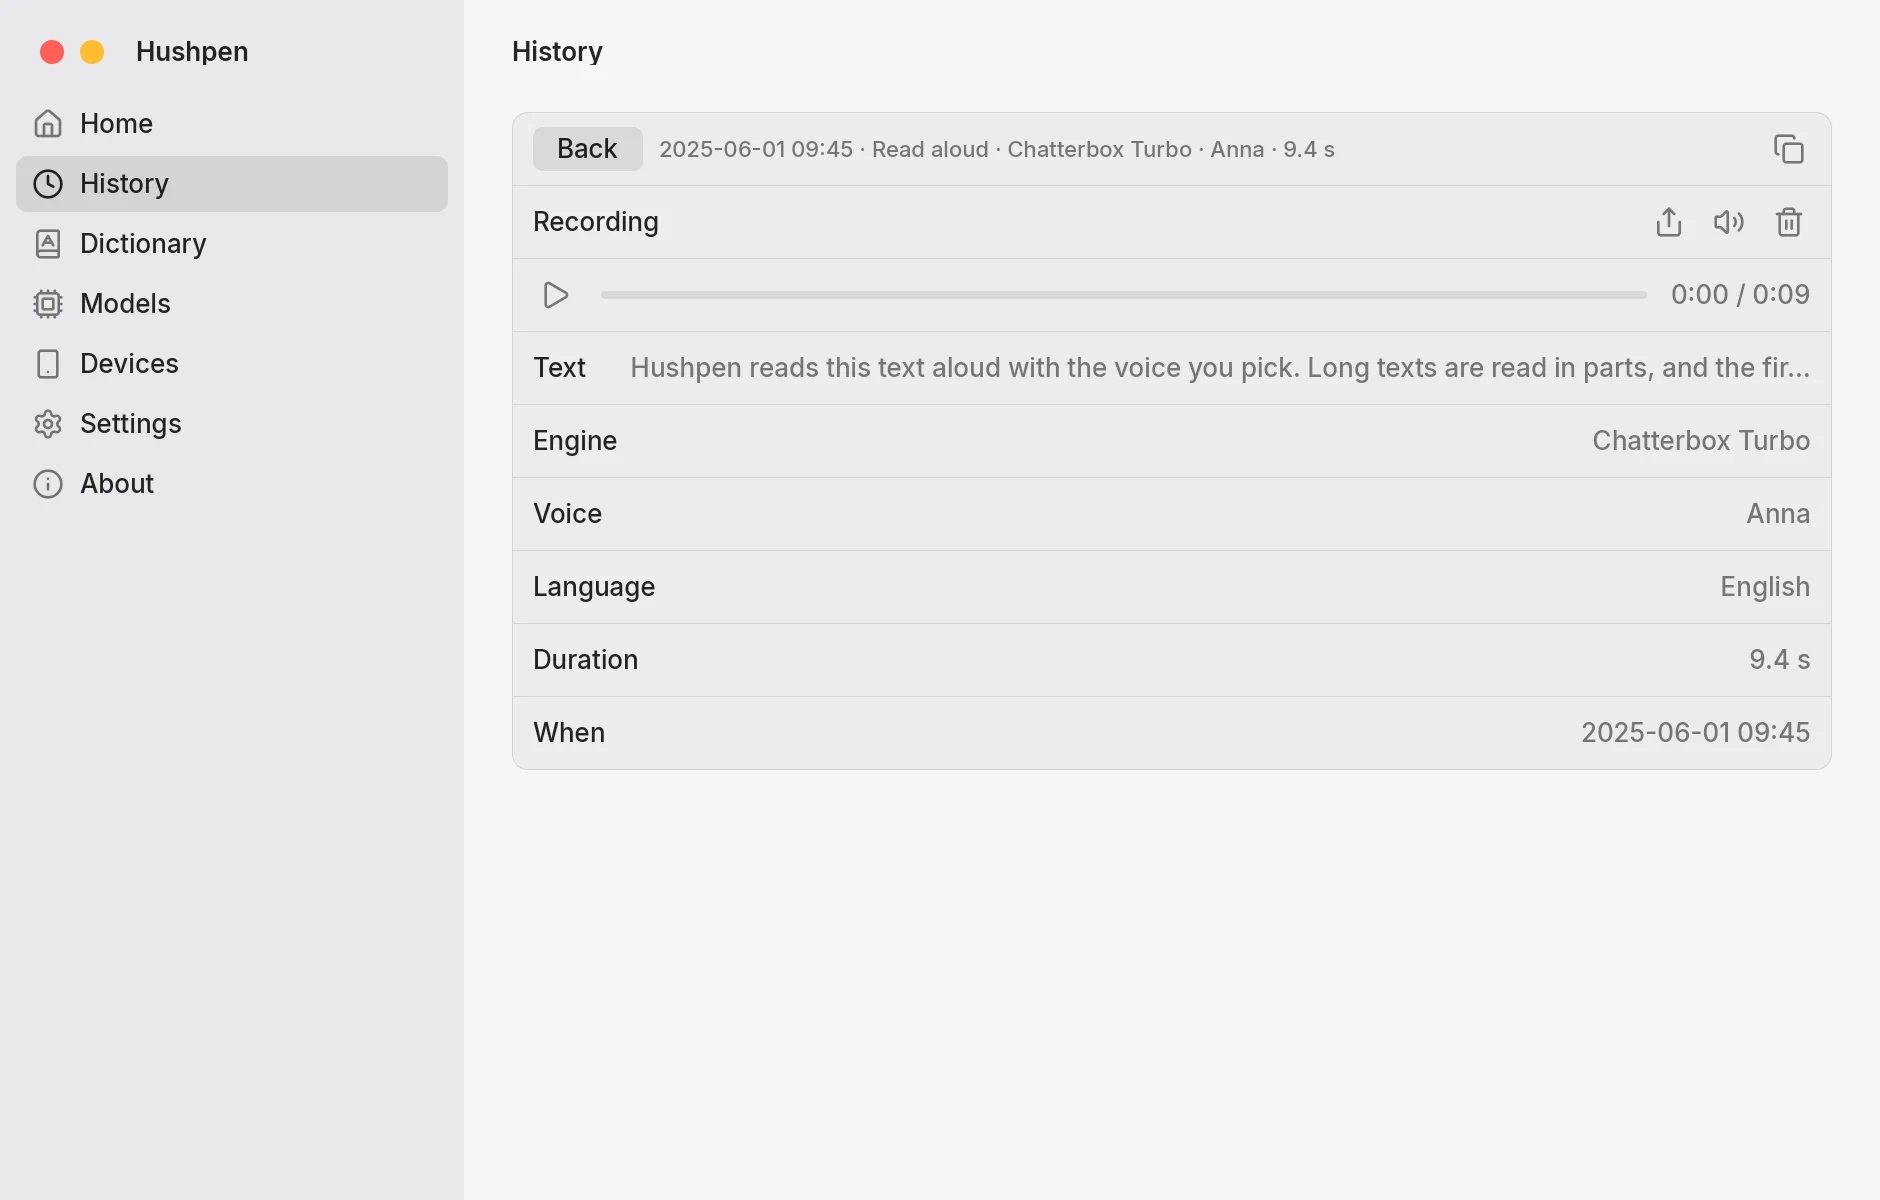 Hushpen
Home
History
Dictionary
Models
Devices
Settings
About
History
Back 2025-06-01 09:45 · Read aloud · Chatterbox Turbo · Anna · 9.4 s
Recording
0:00 / 0:09
Text Hushpen reads this text aloud with the voice you pick. Long texts are read in parts, and the fir...
Engine Chatterbox Turbo
Voice Anna
Language English
Duration 9.4 s
When 2025-06-01 09:45